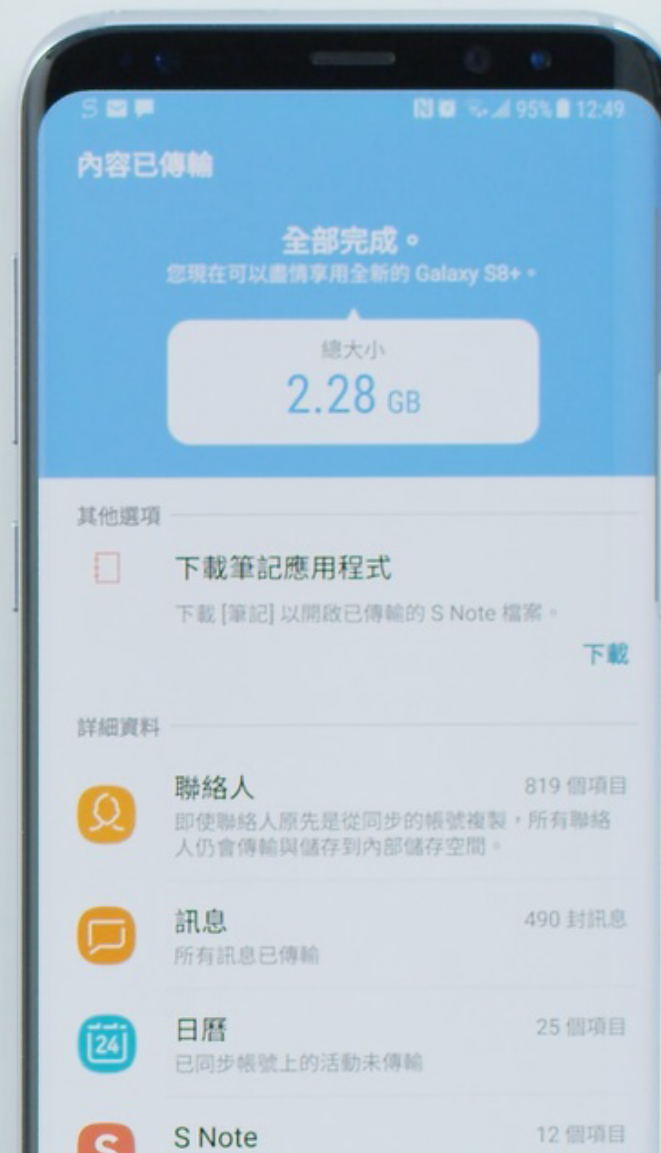 95% 12:49
內容已傳輸
全部完成。
您現在可以盡情享用全新的 Galaxy S8+。
總大小
2.28 GB
其他選項
下載筆記應用程式
下載 [筆記] 以開啟已傳輸的 S Note 檔案。
下載
詳細資料
聯絡人 819 個項目
即使聯絡人原先是從同步的帳號複製，所有聯絡
人仍會傳輸與儲存到內部儲存空間。
訊息 490 封訊息
所有訊息已傳輸
24
日曆 25 個項目
已同步帳號上的活動未傳輸
S
S Note 12 個項目